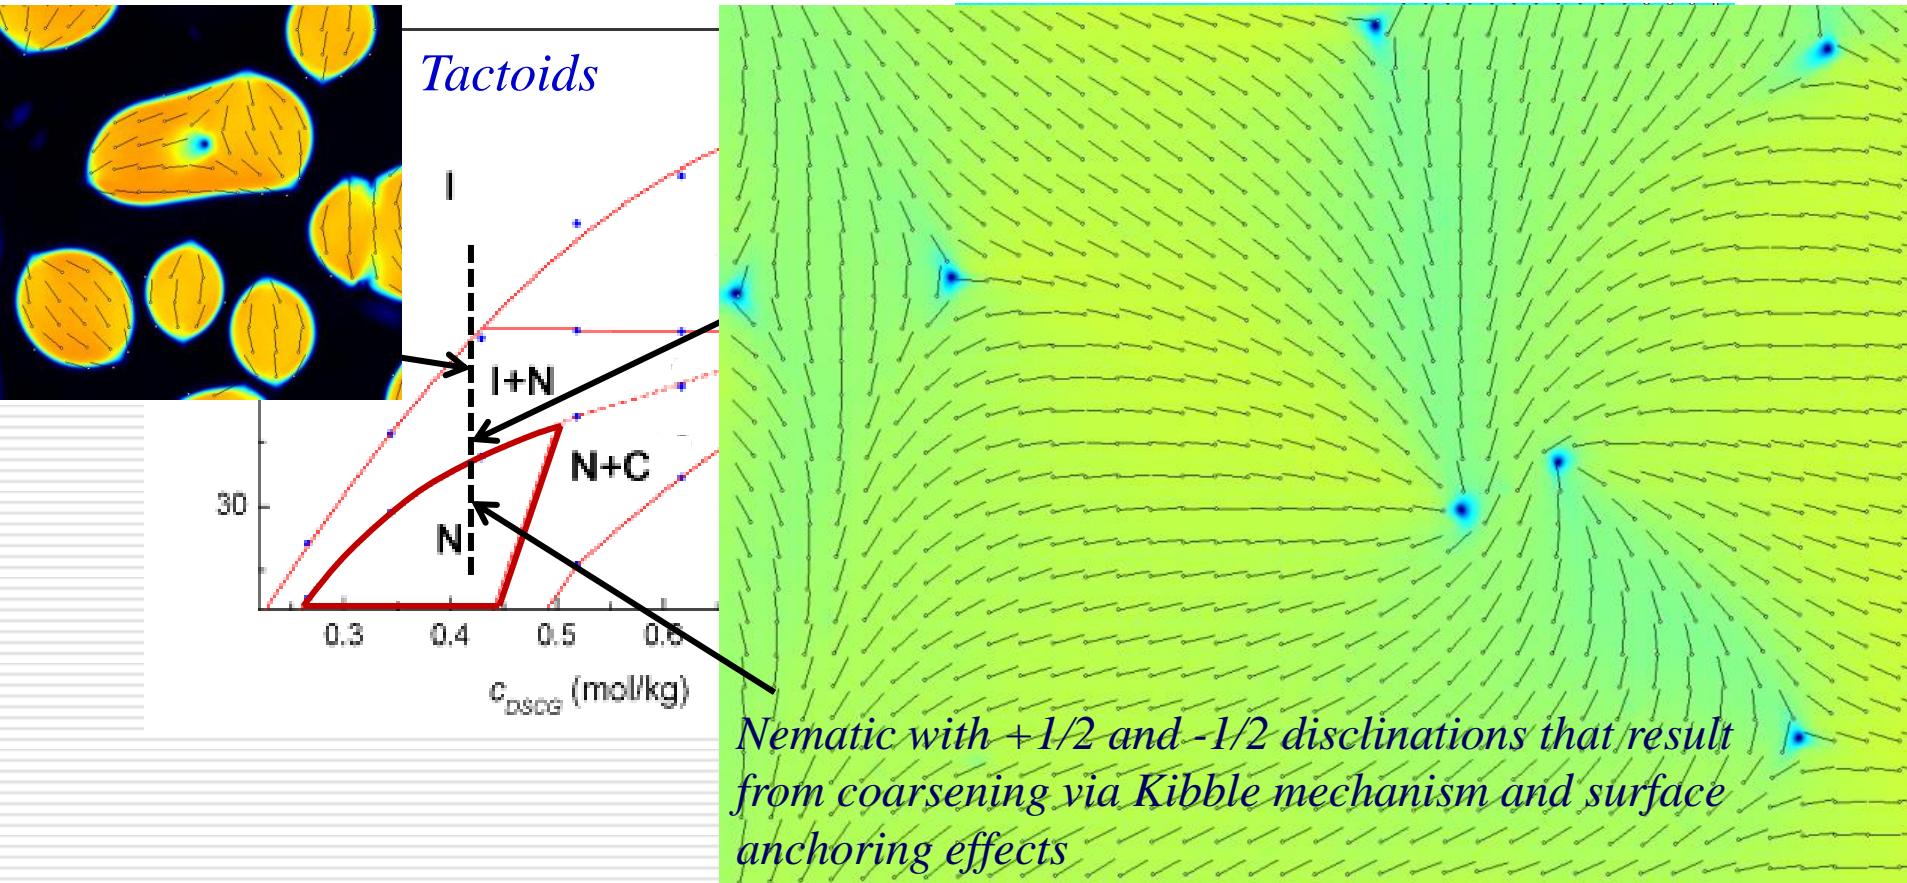 Tactoids
I
I+N
N+C
30
N
0.3 0.4 0.5 0.6
cDSCG (mol/kg)
Nematic with +1/2 and -1/2 disclinations that result
from coarsening via Kibble mechanism and surface
anchoring effects